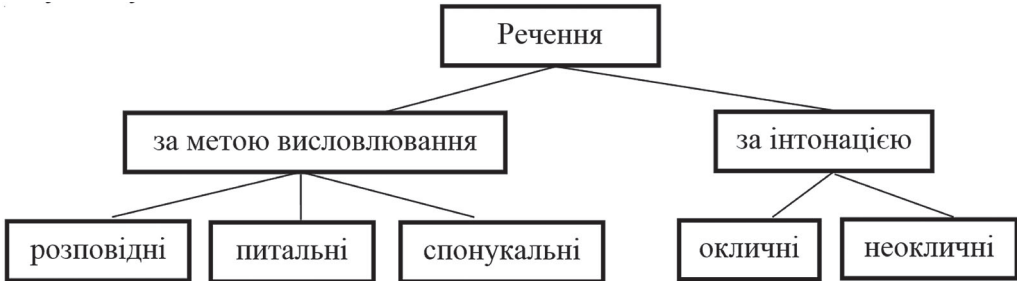 Речення
за метою висловлювання
за інтонацією
розповідні
питальні
спонукальні
окличні
неокличні